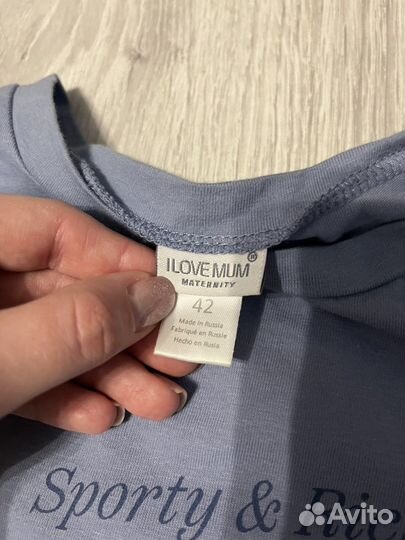 I LOVE MUM®
MATERNITY
42
Made in Russia
Fabriqué en Russie
Hecho en Rusia
Sporty &
Avito